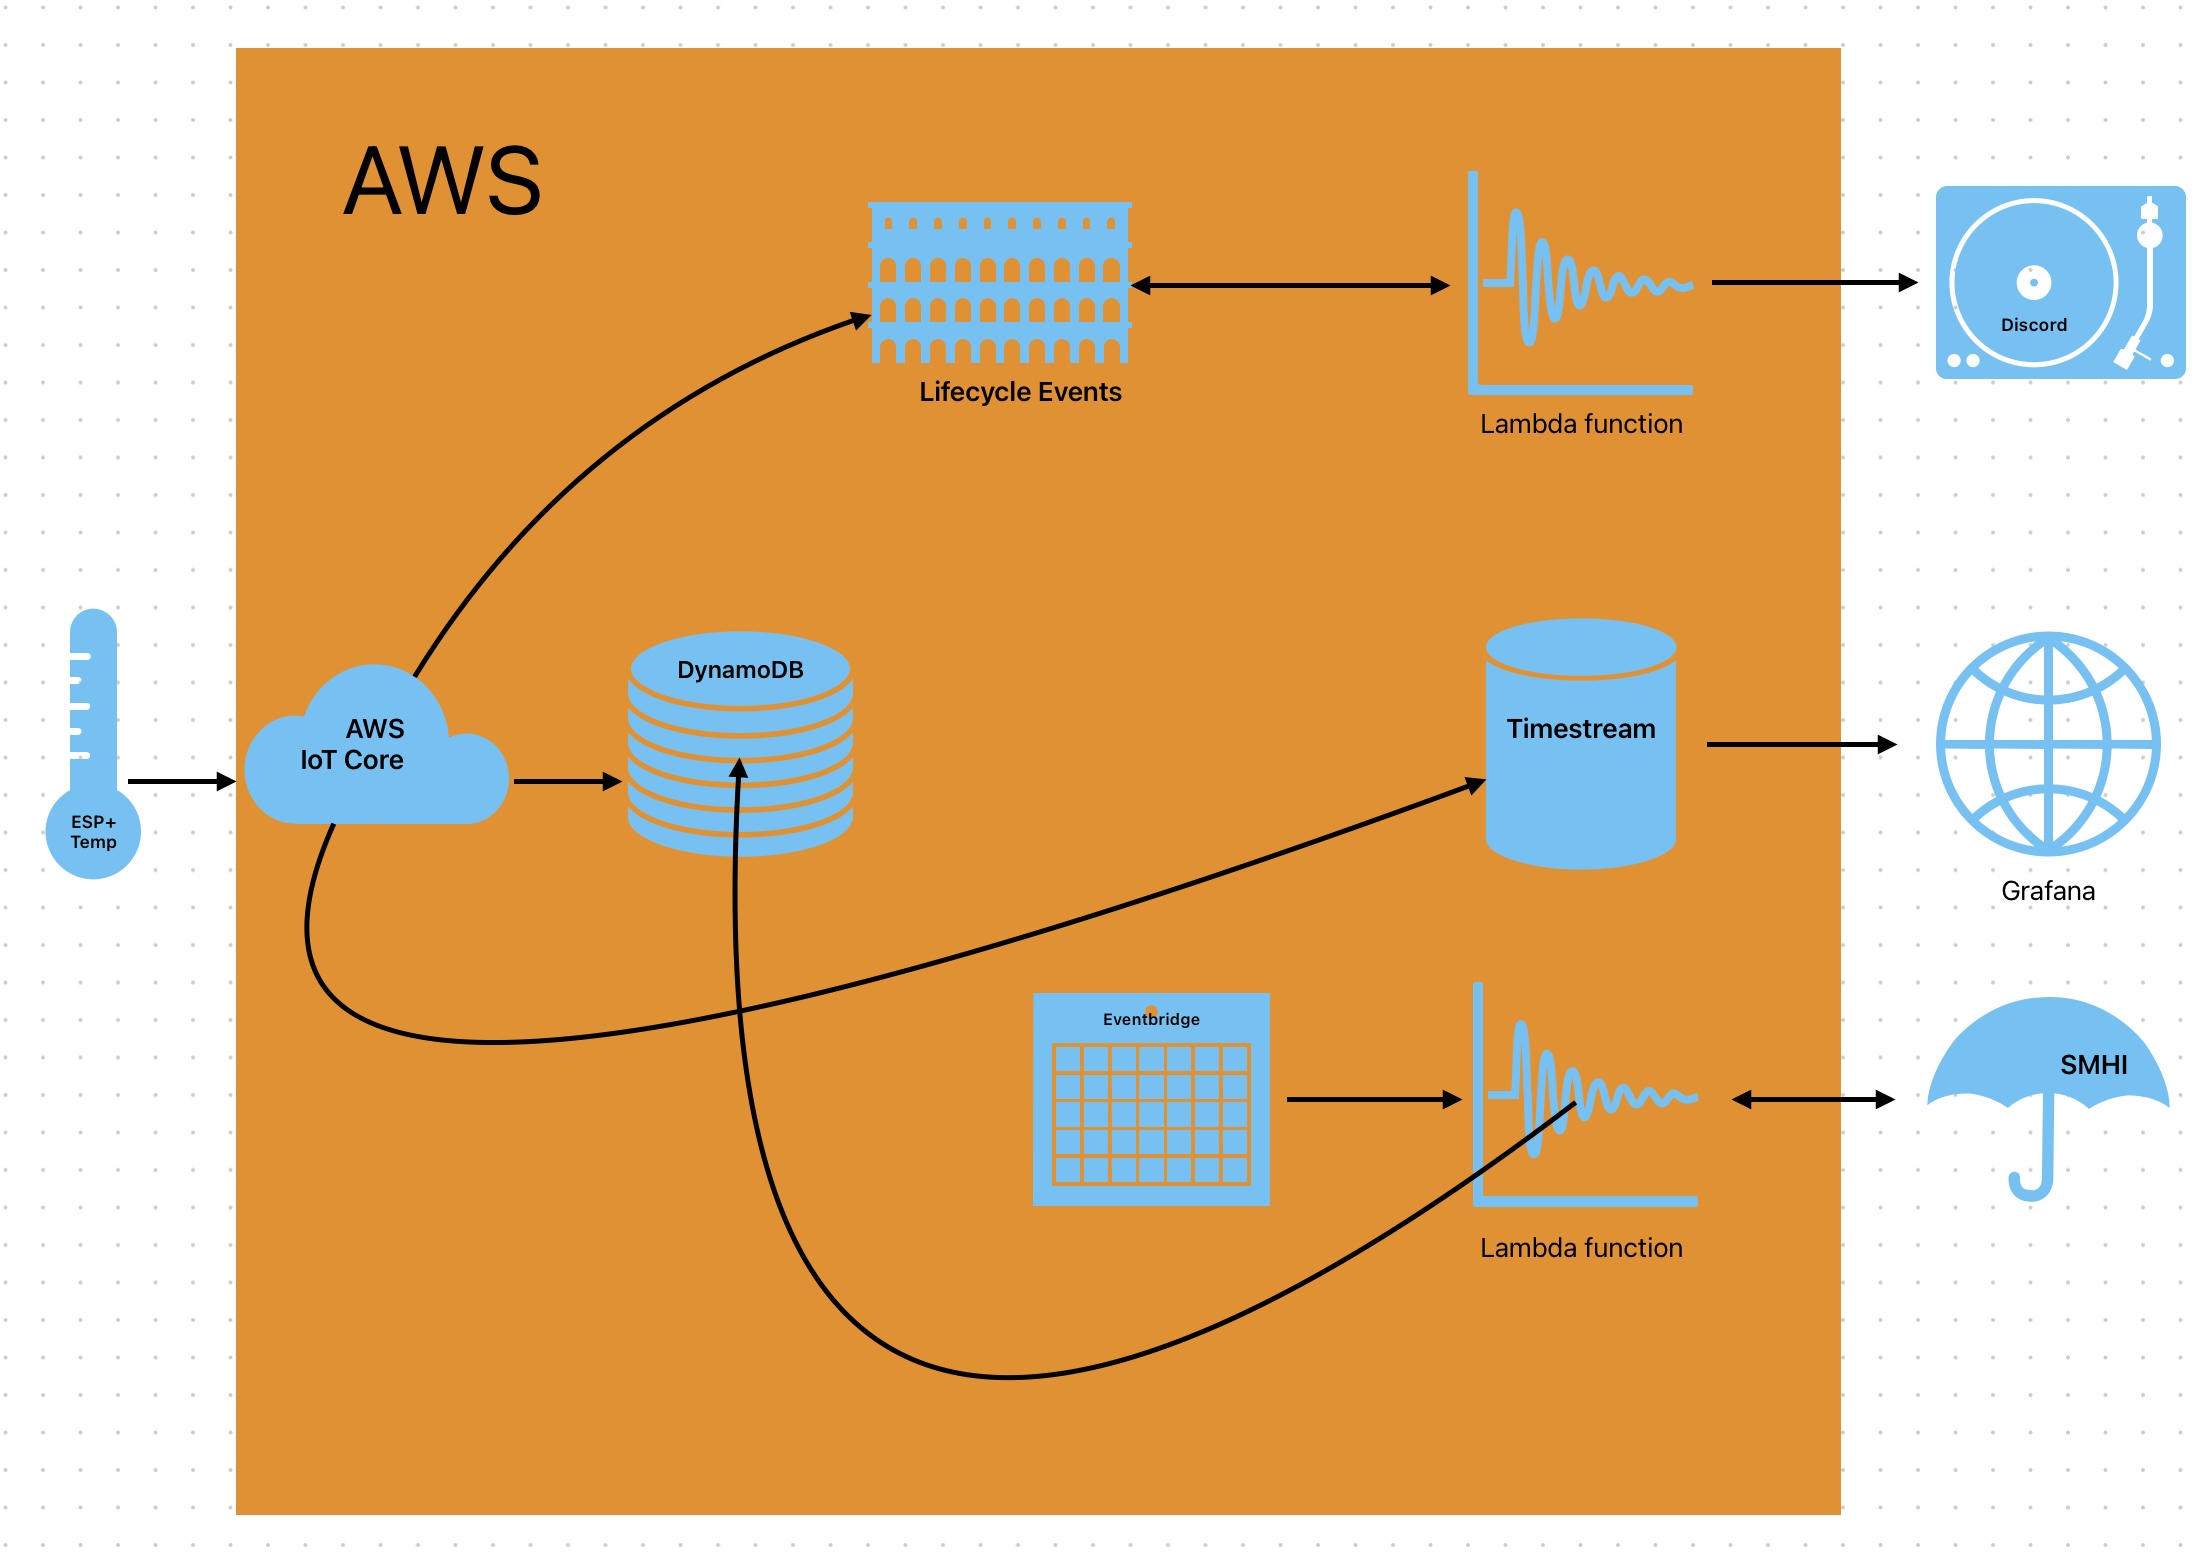 AWS
Lifecycle Events
Lambda function
Discord
ESP+
Temp
AWS
IoT Core
DynamoDB
Timestream
Grafana
Eventbridge
Lambda function
SMHI